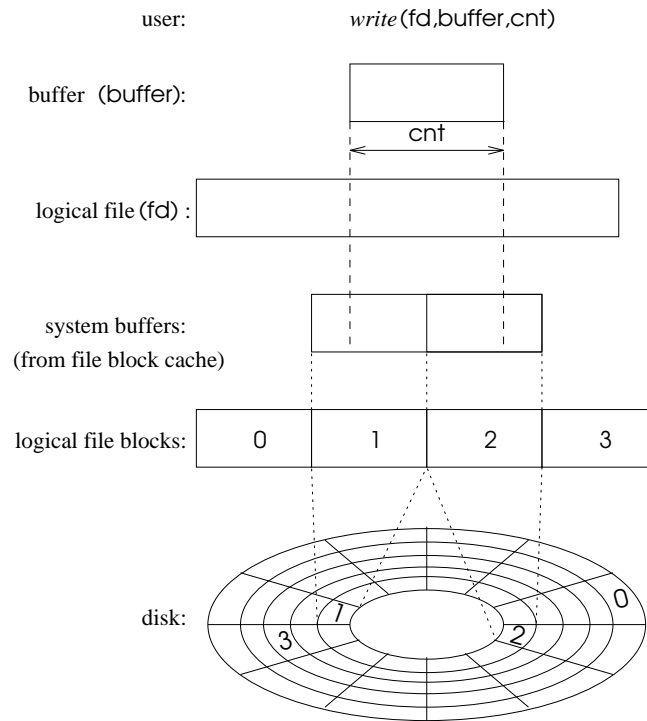 user: write(fd,buffer,cnt)
buffer (buffer):
cnt
logical file (fd) :
system buffers:
(from file block cache)
logical file blocks: 0 1 2 3
0
1
disk:
3 2